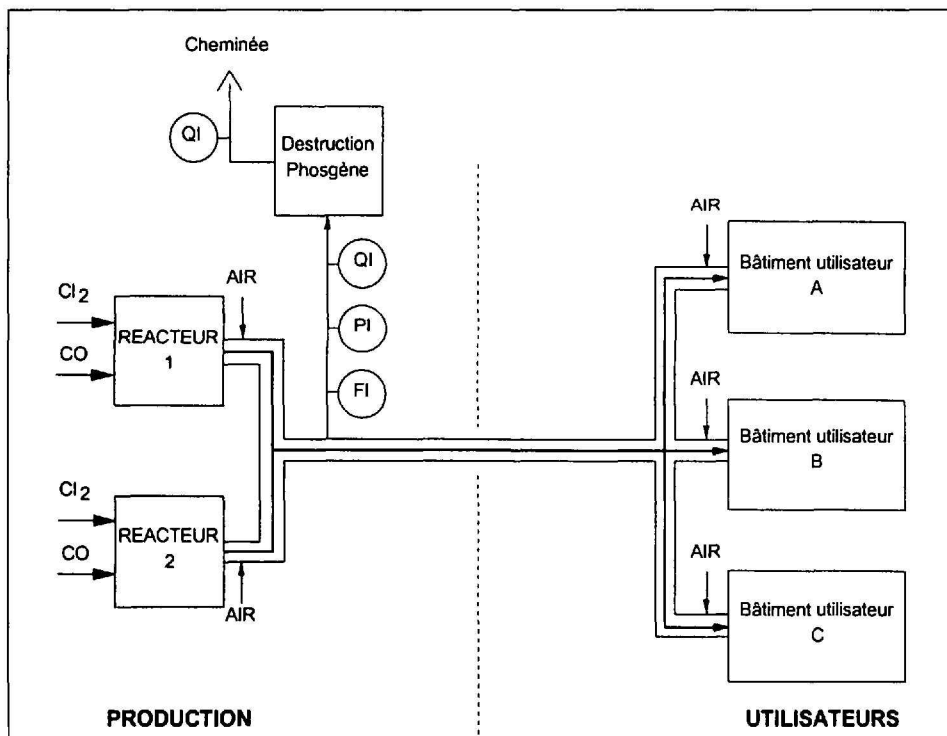 Cheminée
QI
Destruction
Phosgène
QI
PI
FI
AIR
Cl2
CO
REACTEUR
1
Cl2
CO
REACTEUR
2
AIR
AIR
Bâtiment utilisateur
A
AIR
Bâtiment utilisateur
B
AIR
Bâtiment utilisateur
C
PRODUCTION
UTILISATEURS